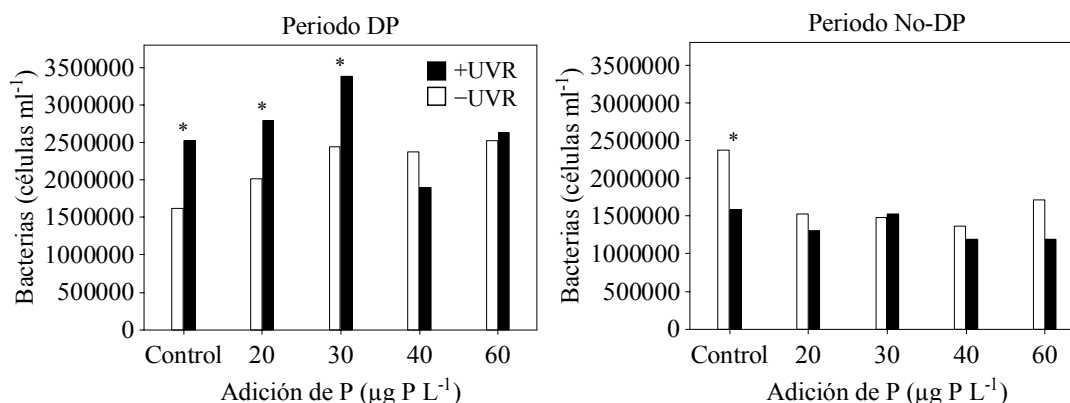 Periodo DP
Bacterias (células ml-1)
3500000
3000000
2500000
2000000
1500000
1000000
500000
0
* * *
+UVR
−UVR
Control 20 30 40 60
Adición de P (µg P L-1)
Periodo No-DP
Bacterias (células ml-1)
3500000
3000000
2500000
2000000
1500000
1000000
500000
0
*
Control 20 30 40 60
Adición de P (µg P L-1)